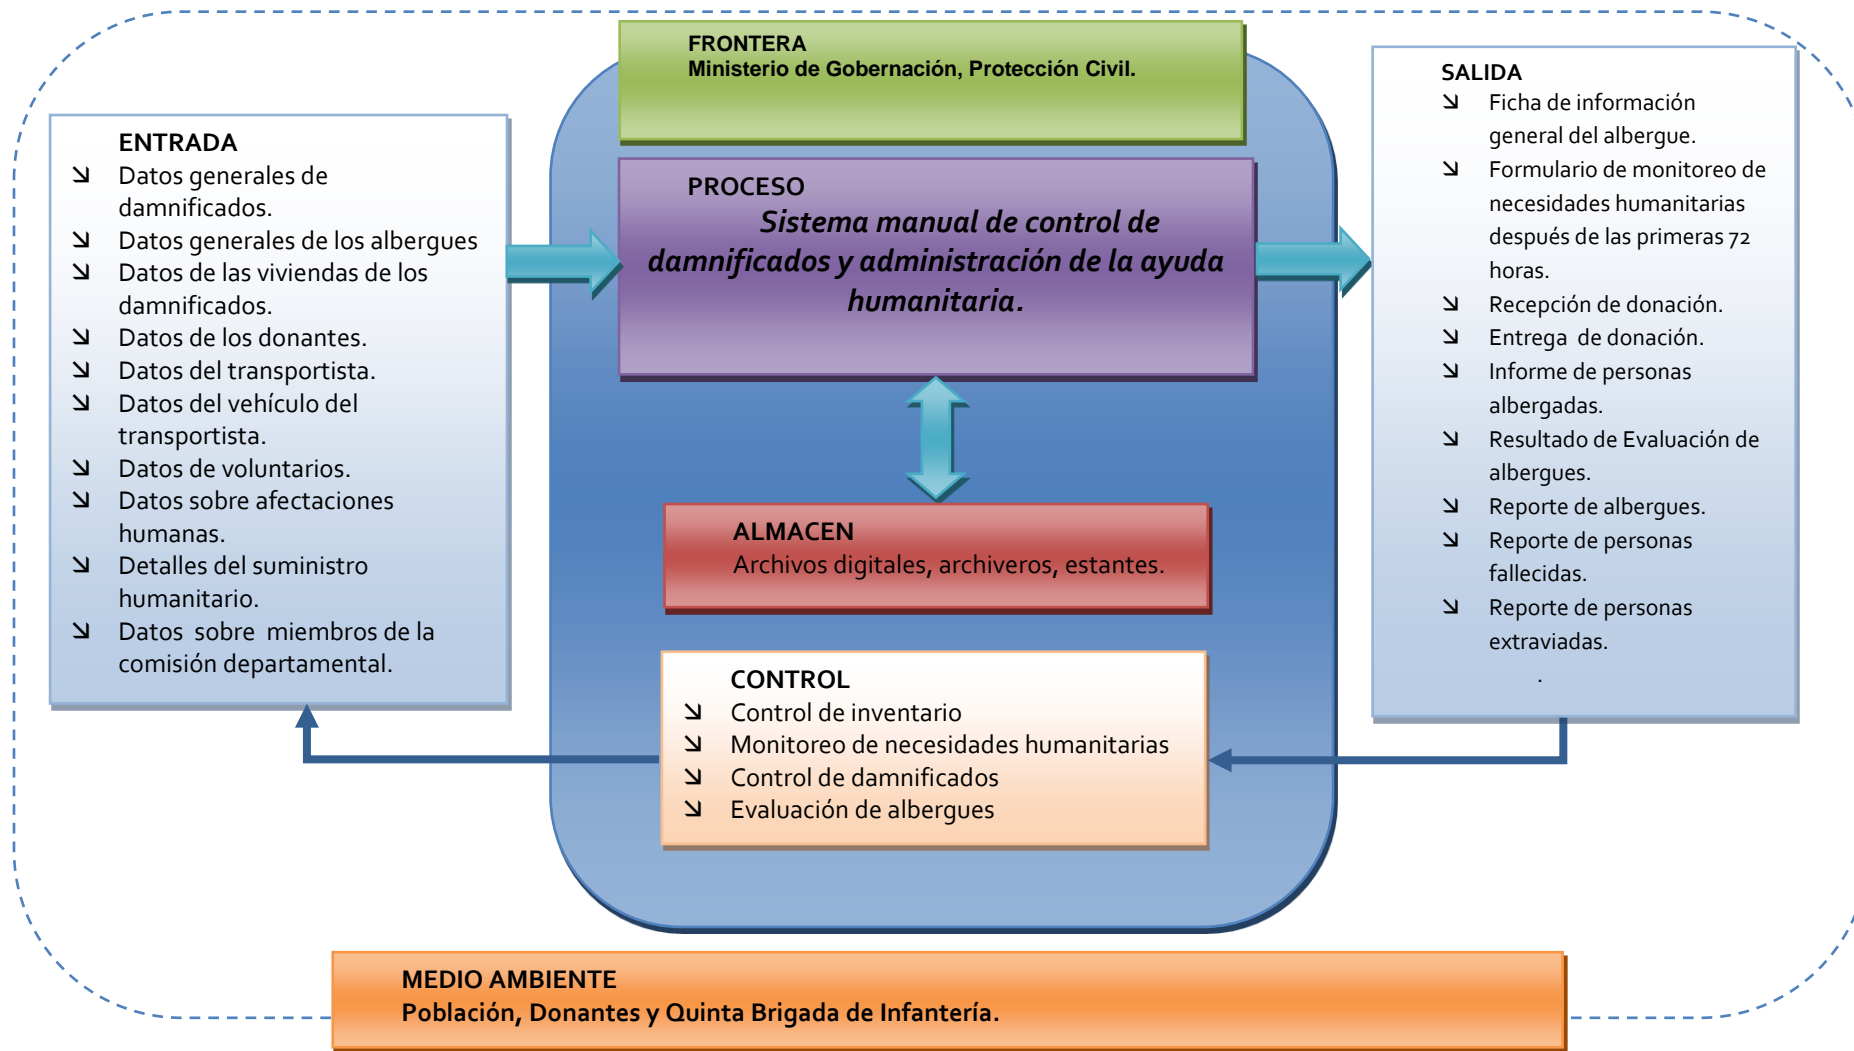 FRONTERA
Ministerio de Gobernación, Protección Civil.
ENTRADA
Datos generales de
damnificados.
Datos generales de los albergues
Datos de las viviendas de los
damnificados.
Datos de los donantes.
Datos del transportista.
Datos del vehículo del
transportista.
Datos de voluntarios.
Datos sobre afectaciones
humanas.
Detalles del suministro
humanitario.
Datos sobre miembros de la
comisión departamental.
PROCESO
Sistema manual de control de
damnificados y administración de la ayuda
humanitaria.
ALMACEN
Archivos digitales, archiveros, estantes.
CONTROL
Control de inventario
Monitoreo de necesidades humanitarias
Control de damnificados
Evaluación de albergues
SALIDA
Ficha de información
general del albergue.
Formulario de monitoreo de
necesidades humanitarias
después de las primeras 72
horas.
Recepción de donación.
Entrega de donación.
Informe de personas
albergadas.
Resultado de Evaluación de
albergues.
Reporte de albergues.
Reporte de personas
fallecidas.
Reporte de personas
extraviadas.
.
MEDIO AMBIENTE
Población, Donantes y Quinta Brigada de Infantería.